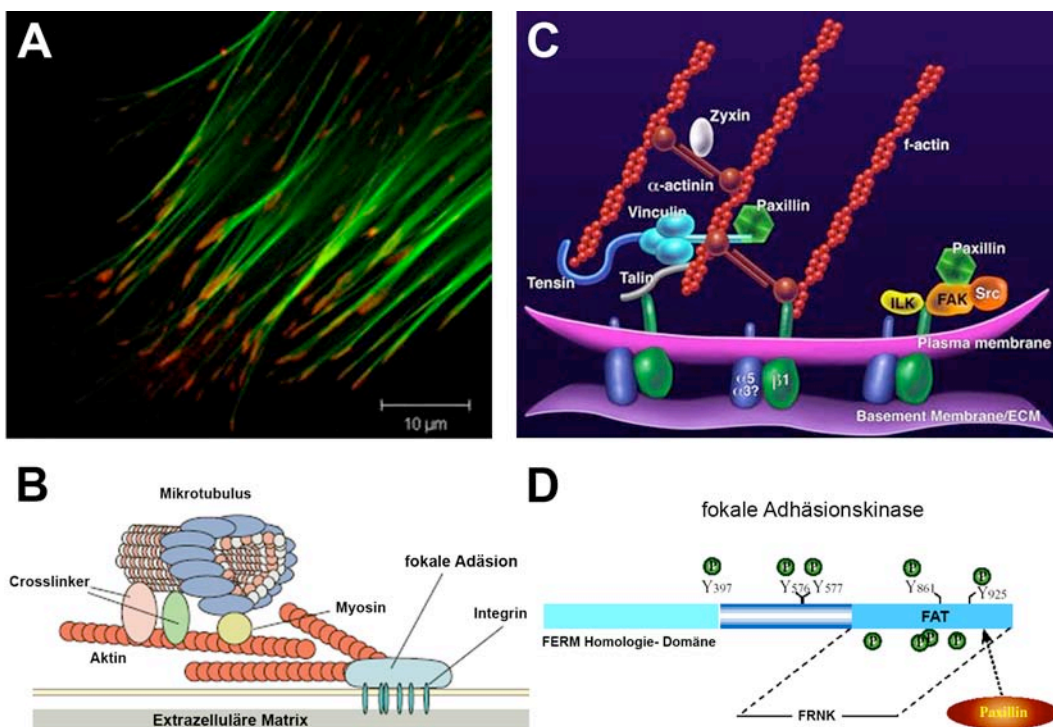 A
10 µm
B
Mikrotubulus
Crosslinker
fokale Adäsion
Myosin
Integrin
Aktin
Extrazelluläre Matrix
C
Zyxin
f-actin
α-actinin
Vinculin
Paxillin
Paxillin
Tensin
Talin
ILK
FAK
Src
Plasma membrane
α5
α3?
β1
Basement Membrane/ECM
D
fokale Adhäsionskinase
P
P
P
P
P
Y397
Y576
Y577
Y861
Y925
FAT
FERM Homologie- Domäne
P
P
P
P
FRNK
Paxillin